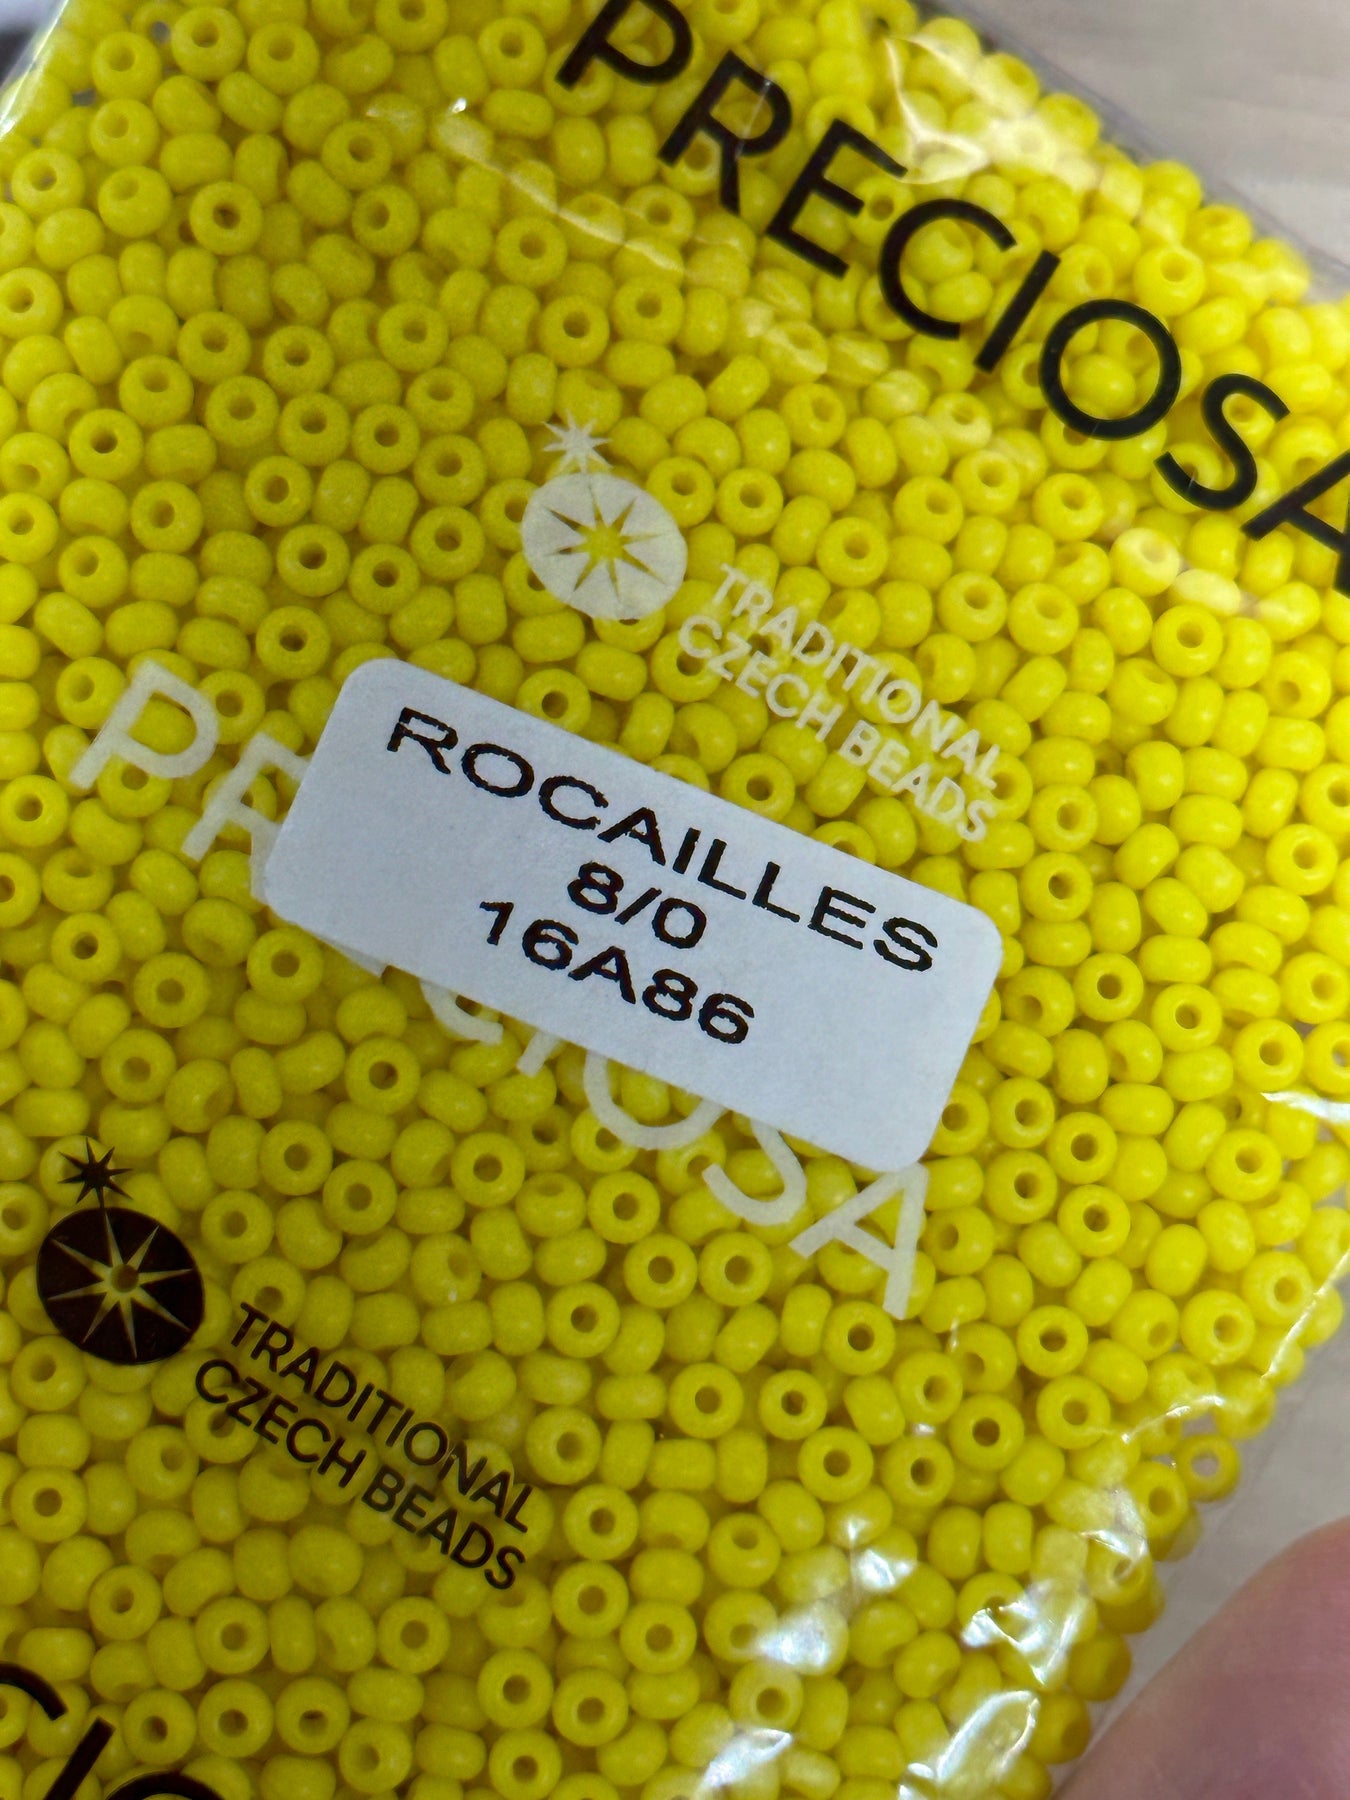 PRECIOSA
TRADITIONAL
CZECH BEADS
ROCAILLES
8/0
16A86
PRECIOSA
TRADITIONAL
CZECH BEADS